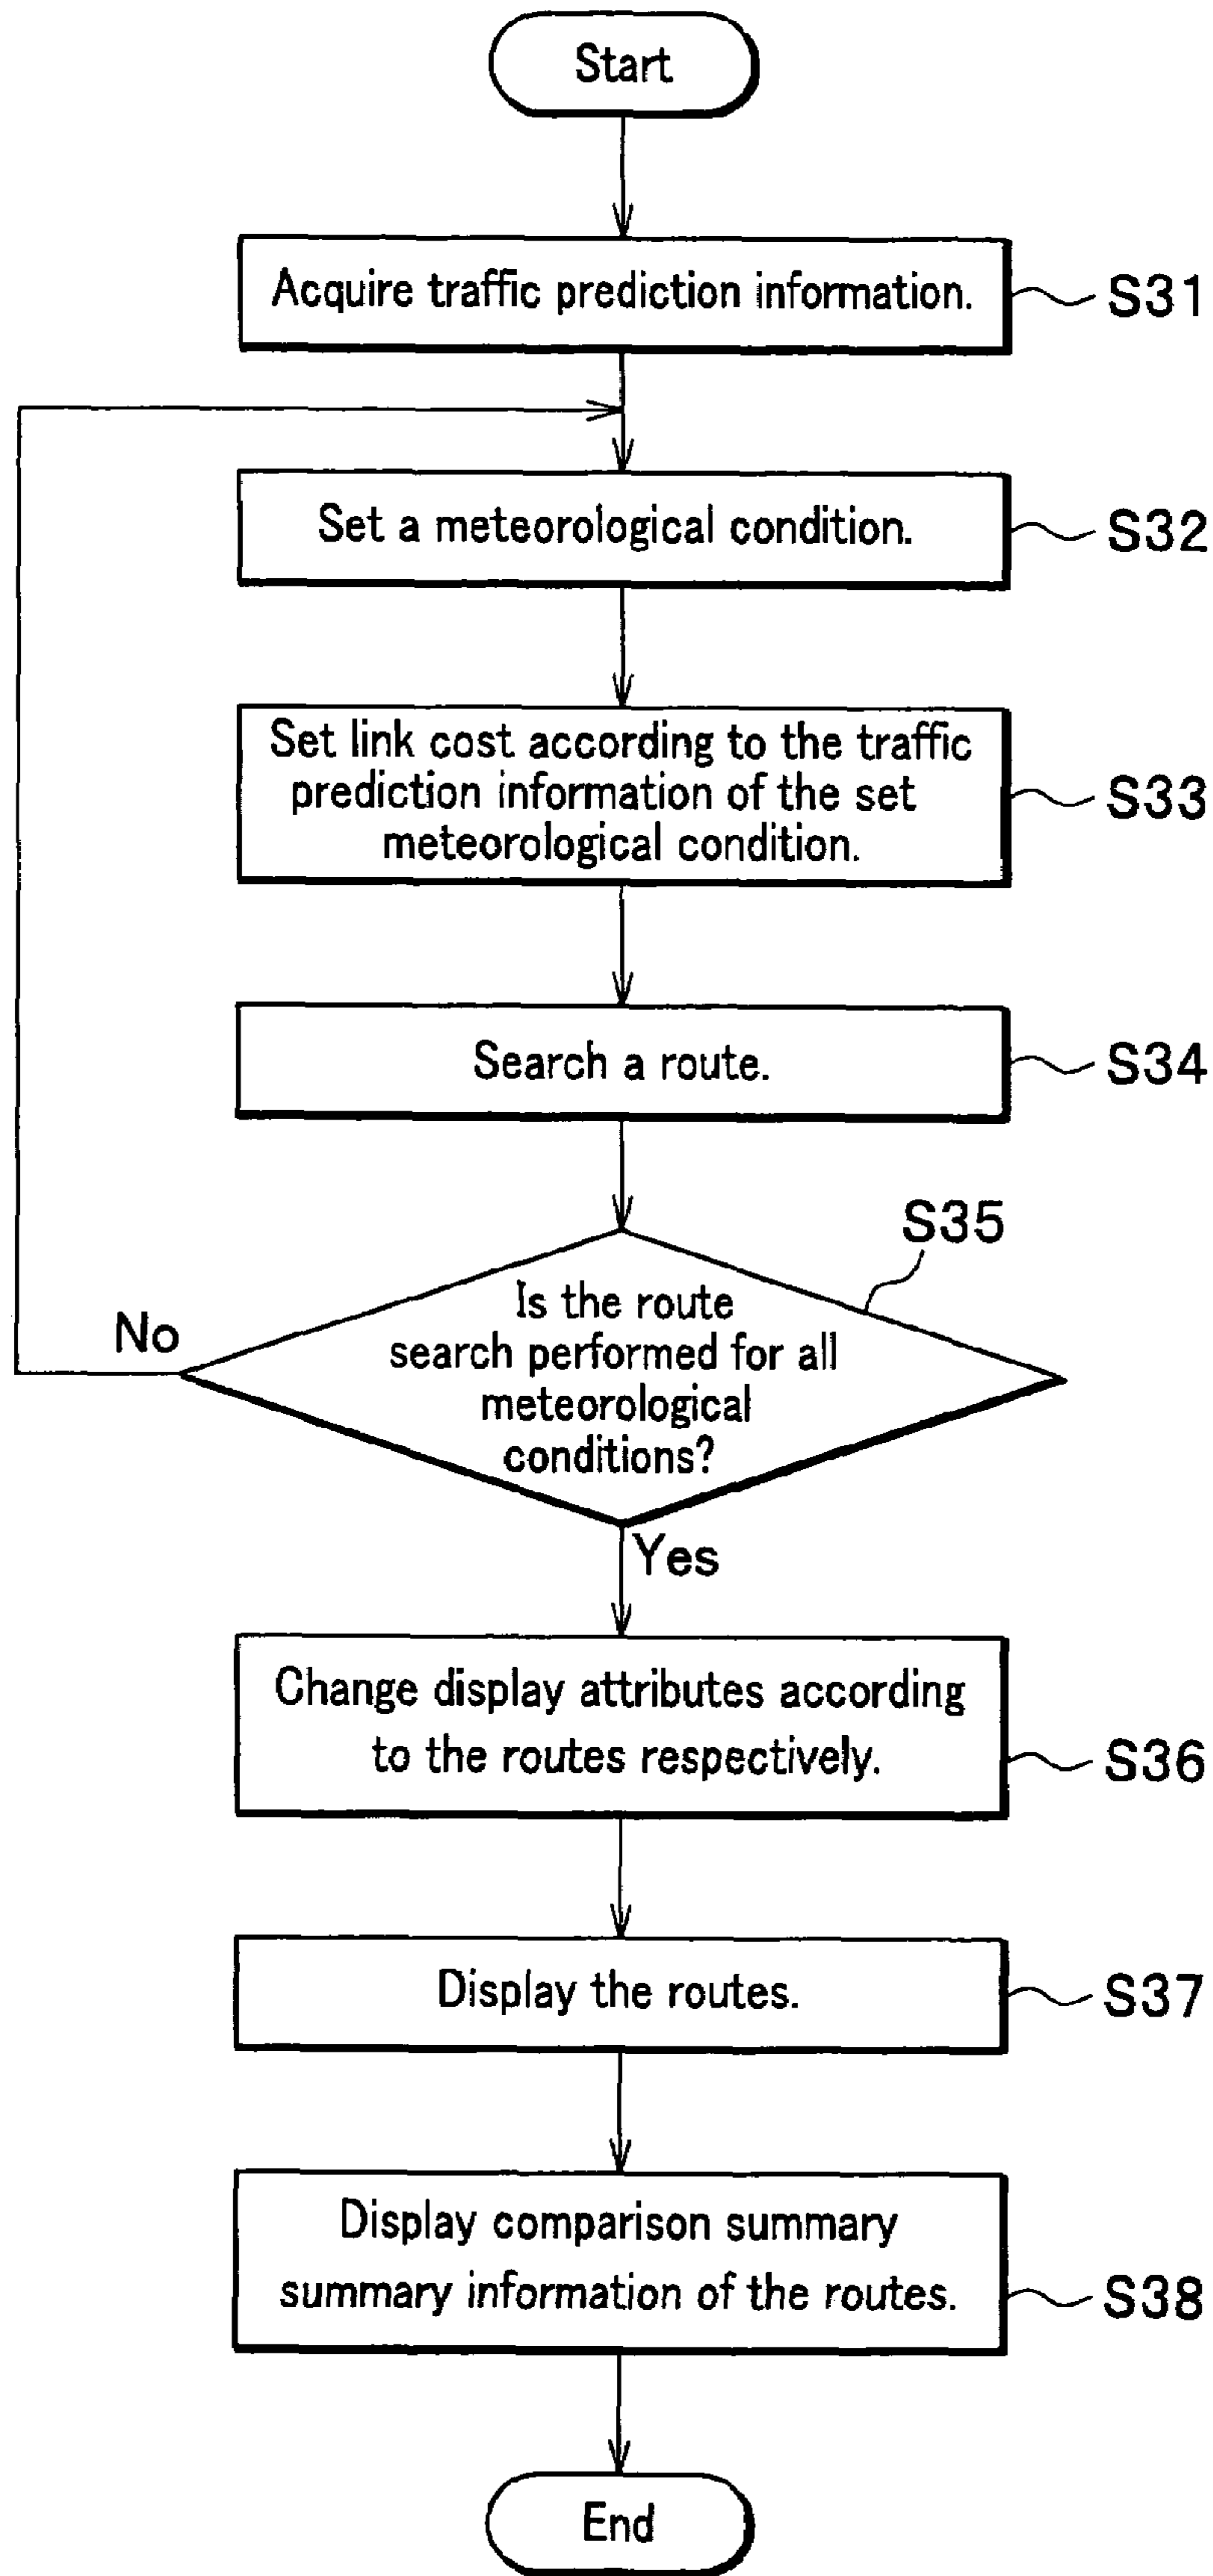 Start
Acquire traffic prediction information.
S31
Set a meteorological condition.
S32
Set link cost according to the traffic
prediction information of the set
meteorological condition.
S33
Search a route.
S34
S35
Is the route
search performed for all
meteorological
conditions?
No
Yes
Change display attributes according
to the routes respectively.
S36
Display the routes.
S37
Display comparison summary
summary information of the routes.
S38
End